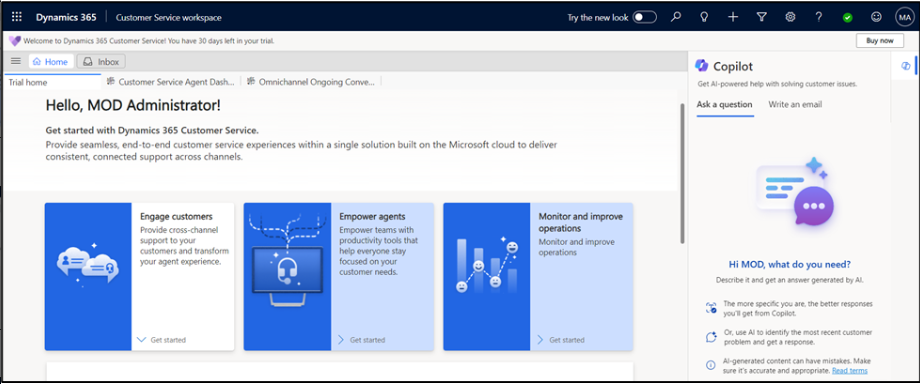 Dynamics 365 Customer Service workspace Try the new look MA
Welcome to Dynamics 365 Customer Service! You have 30 days left in your trial. Buy now
Home Inbox
Trial home Customer Service Agent Dash... Omnichannel Ongoing Conve...
Hello, MOD Administrator!
Get started with Dynamics 365 Customer Service.
Provide seamless, end-to-end customer service experiences within a single solution built on the Microsoft cloud to deliver
consistent, connected support across channels.
Engage customers
Provide cross-channel
support to your
customers and transform
your agent experience.
Get started
Empower agents
Empower teams with
productivity tools that
help everyone stay
focused on your
customer needs.
Get started
Monitor and improve
operations
Monitor and improve
operations
Get started
Copilot
Get AI-powered help with solving customer issues.
Ask a question Write an email
Hi MOD, what do you need?
Describe it and get an answer generated by AI.
The more specific you are, the better responses
you'll get from Copilot.
Or, use AI to identify the most recent customer
problem and get a response.
AI-generated content can have mistakes. Make
sure it's accurate and appropriate. Read terms